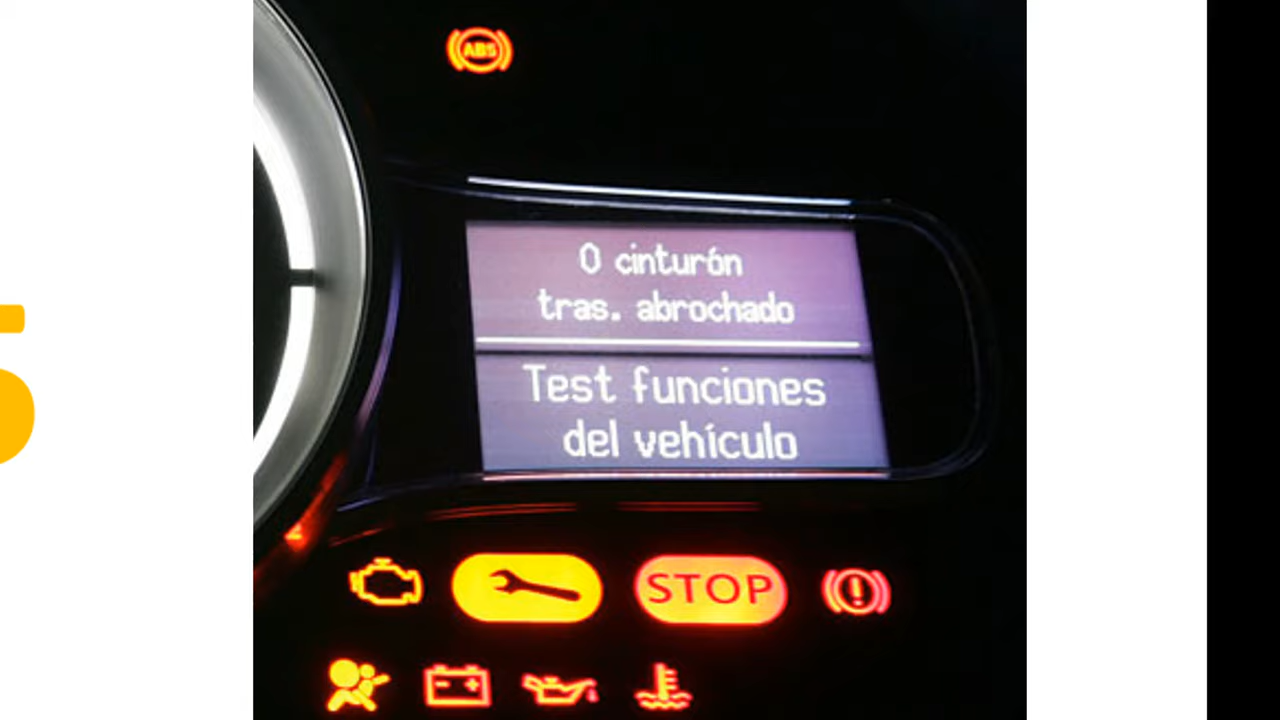 ABS
0 cinturón
tras. abrochado
Test funciones
del vehículo
STOP